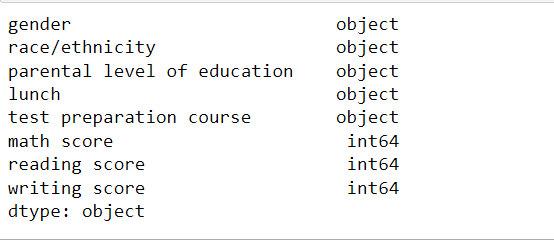 gender object
race/ethnicity object
parental level of education object
lunch object
test preparation course object
math score int64
reading score int64
writing score int64
dtype: object